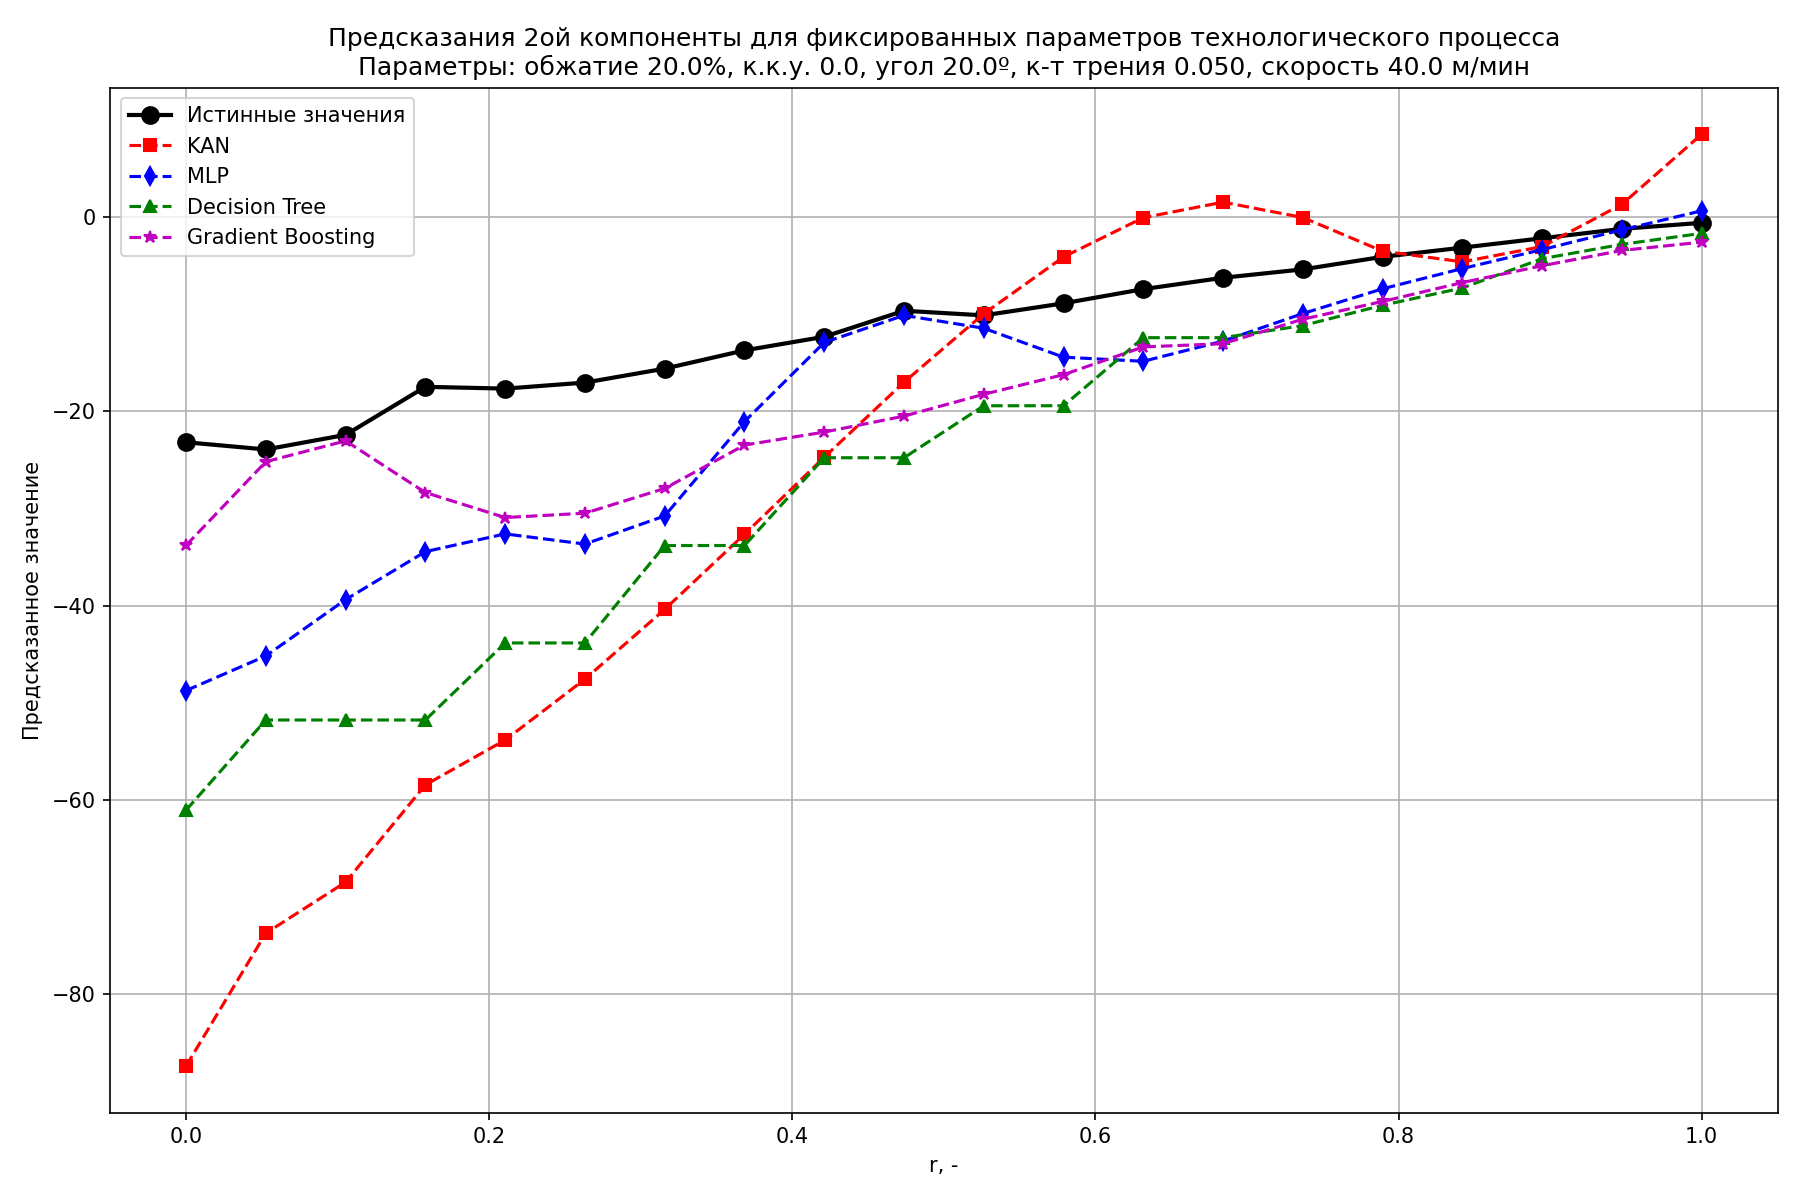 Предсказания 2ой компоненты для фиксированных параметров технологического процесса
Параметры: обжатие 20.0%, к.к.у. 0.0, угол 20.0º, к-т трения 0.050, скорость 40.0 м/мин
Истинные значения
KAN
MLP
Decision Tree
Gradient Boosting
Предсказанное значение
0
−20
−40
−60
−80
0.0
0.2
0.4
0.6
0.8
1.0
r, -